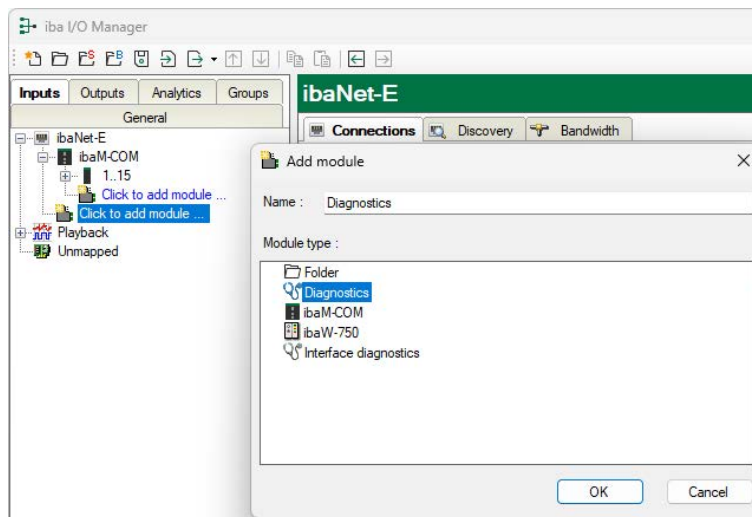 iba I/O Manager
Inputs Outputs Analytics Groups
General
ibaNet-E
ibaM-COM
1..15
Click to add module ...
Click to add module ...
Playback
Unmapped
ibaNet-E
Connections Discovery Bandwidth
Add module
Name : Diagnostics
Module type :
Folder
Diagnostics
ibaM-COM
ibaW-750
Interface diagnostics
OK Cancel